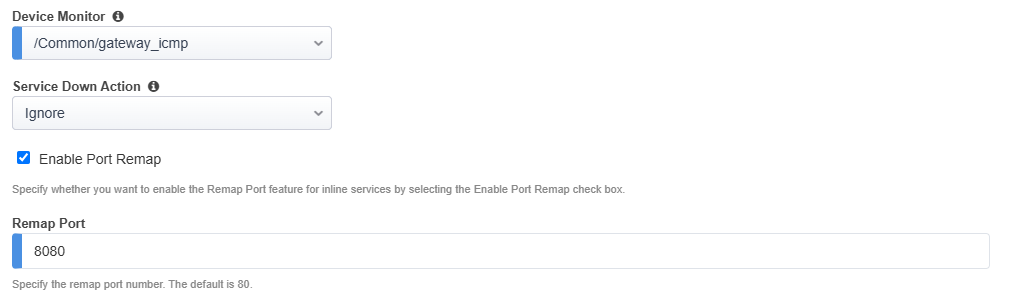 Device Monitor
/Common/gateway_icmp
Service Down Action
Ignore
Enable Port Remap
Specify whether you want to enable the Remap Port feature for inline services by selecting the Enable Port Remap check box.
Remap Port
8080
Specify the remap port number. The default is 80.